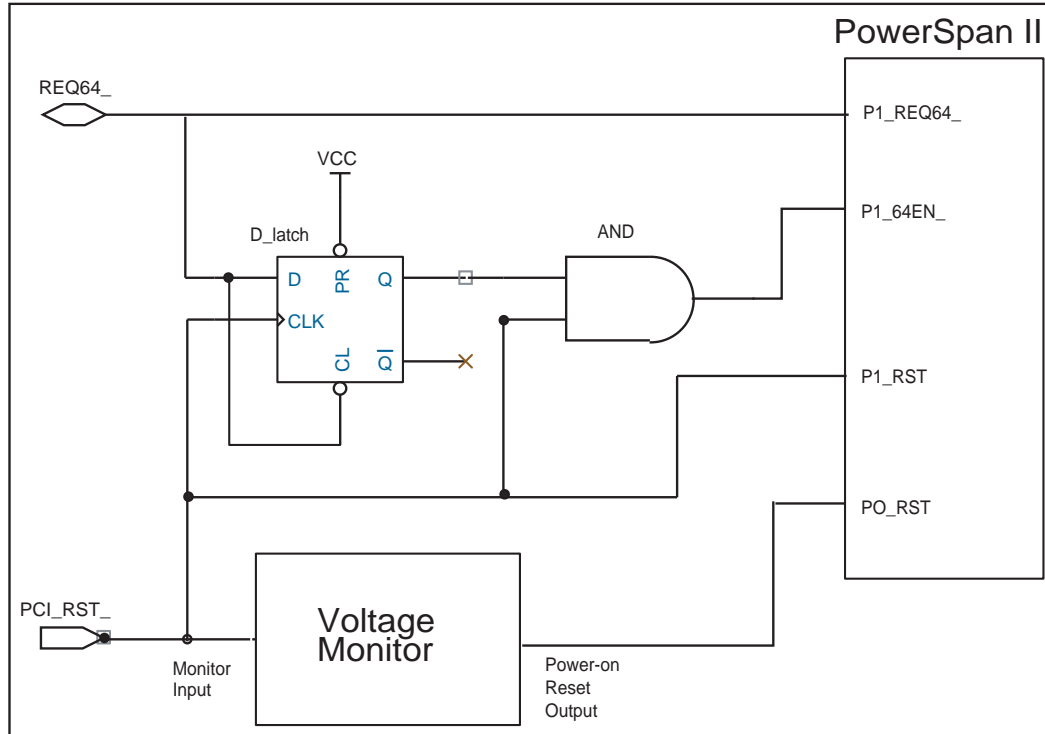 PowerSpan II
REQ64_
P1_REQ64_
VCC
P1_64EN_
D_latch
AND
D
PR
Q
CLK
CL
Q
P1_RST
PO_RST
PCI_RST_
Voltage
Monitor
Monitor
Input
Power-on
Reset
Output